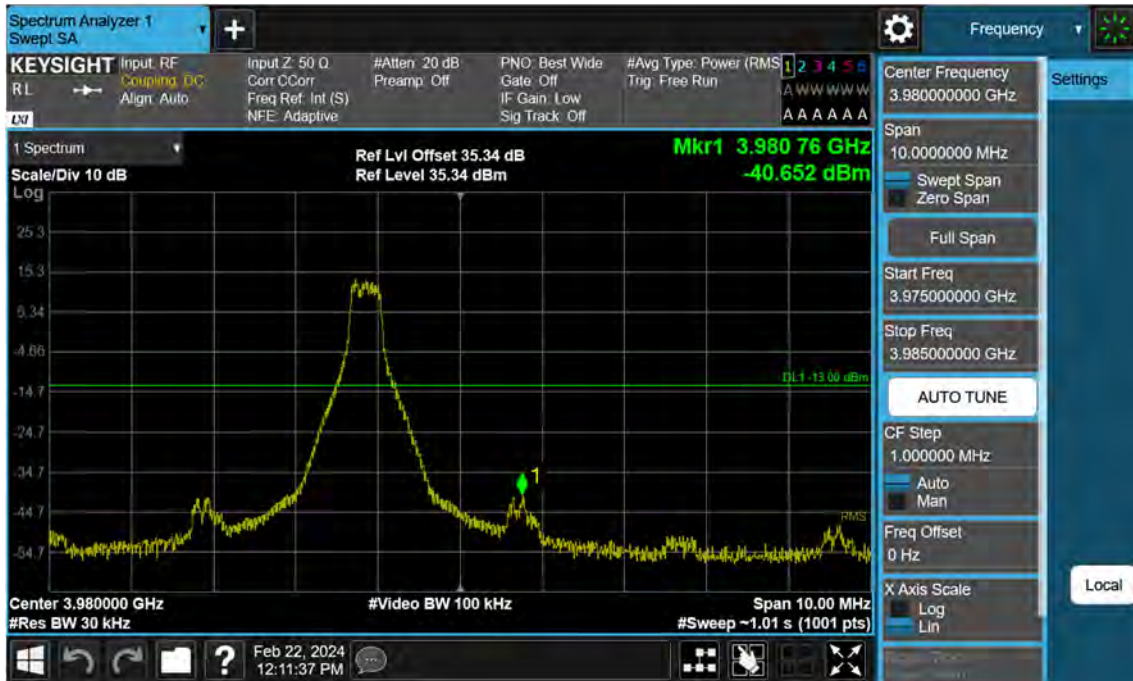 Spectrum Analyzer 1
Swept SA
Frequency
KEYSIGHT
RL
LXI
Input: RF
Coupling: DC
Align: Auto
Input Z: 50 Ω
Corr CCorr
Freq Ref: Int (S)
NFE: Adaptive
#Atten: 20 dB
Preamp: Off
PNO: Best Wide
Gate: Off
IF Gain: Low
Sig Track: Off
#Avg Type: Power (RMS
Trig: Free Run
1 2 3 4 5 6
A W W W W W
A A A A A A
1 Spectrum
Scale/Div 10 dB
Log
Ref Lvl Offset 35.34 dB
Ref Level 35.34 dBm
Mkr1 3.980 76 GHz
-40.652 dBm
25.3
15.3
5.34
-4.66
-14.7
-24.7
-34.7
-44.7
-54.7
DL1 -13.00 dBm
1
RMS
Center 3.980000 GHz
#Video BW 100 kHz
Span 10.00 MHz
#Res BW 30 kHz
#Sweep ~1.01 s (1001 pts)
Feb 22, 2024
12:11:37 PM
Center Frequency
3.980000000 GHz
Settings
Span
10.0000000 MHz
Swept Span
Zero Span
Full Span
Start Freq
3.975000000 GHz
Stop Freq
3.985000000 GHz
AUTO TUNE
CF Step
1.000000 MHz
Auto
Man
Freq Offset
0 Hz
X Axis Scale
Log
Lin
Local